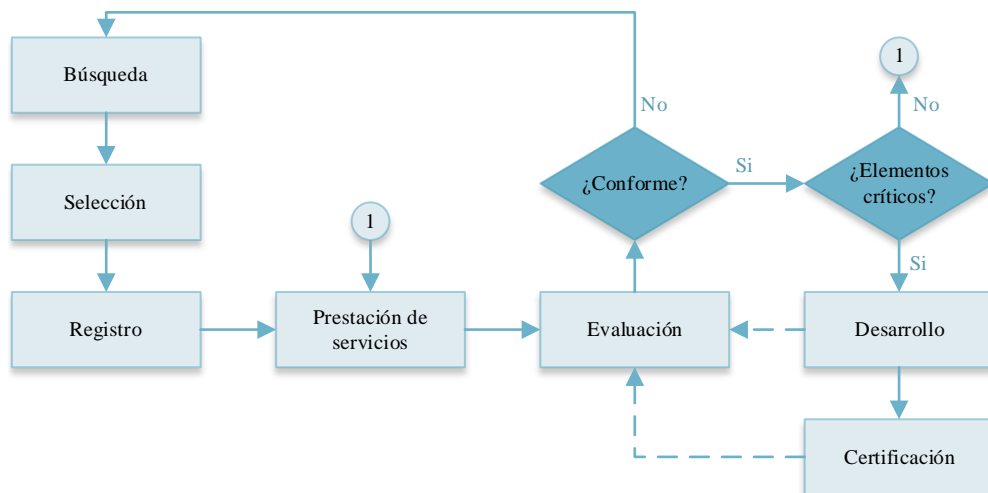 Búsqueda
1
No
No
¿Conforme?
Si
¿Elementos
críticos?
Selección
1
Si
Registro
Prestación de
servicios
Evaluación
Desarrollo
Certificación